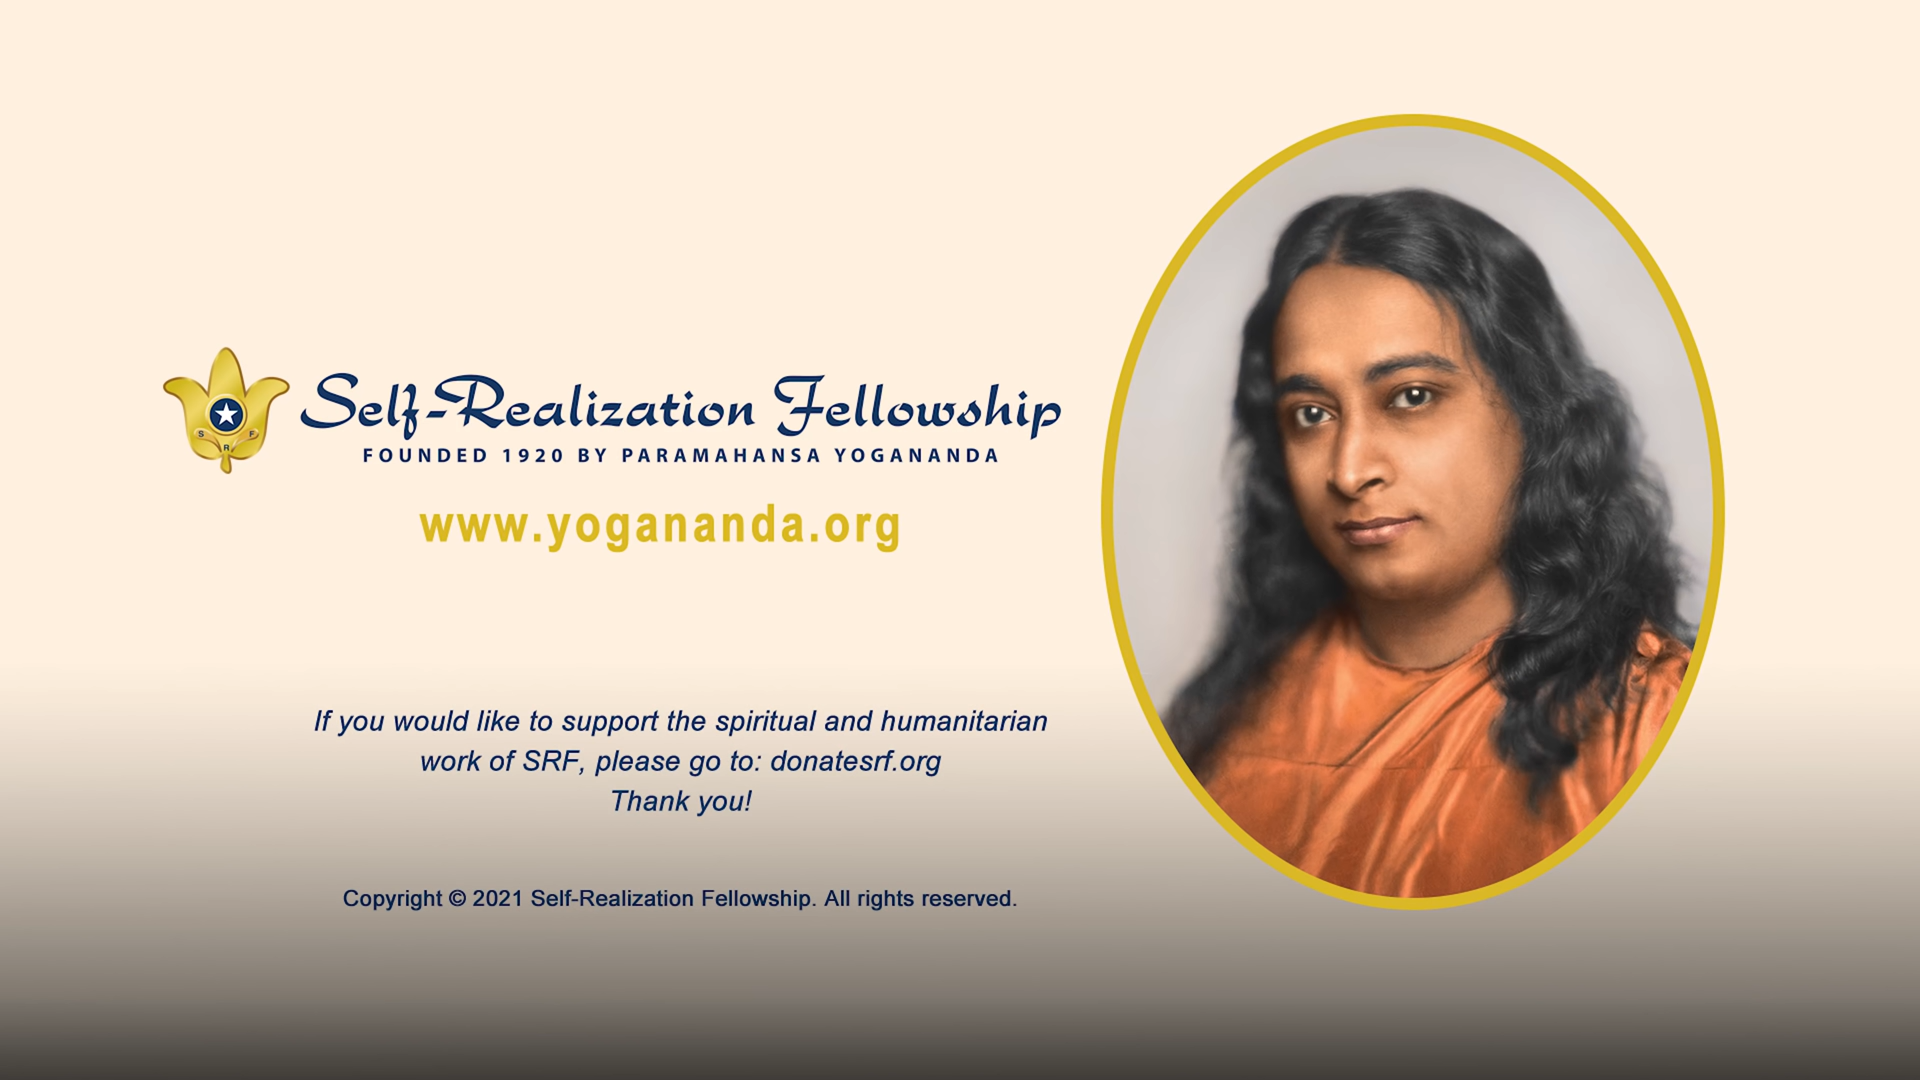 S R F
Self-Realization Fellowship
FOUNDED 1920 BY PARAMAHANSA YOGANANDA
www.yogananda.org
If you would like to support the spiritual and humanitarian
work of SRF, please go to: donatesrf.org
Thank you!
Copyright © 2021 Self-Realization Fellowship. All rights reserved.